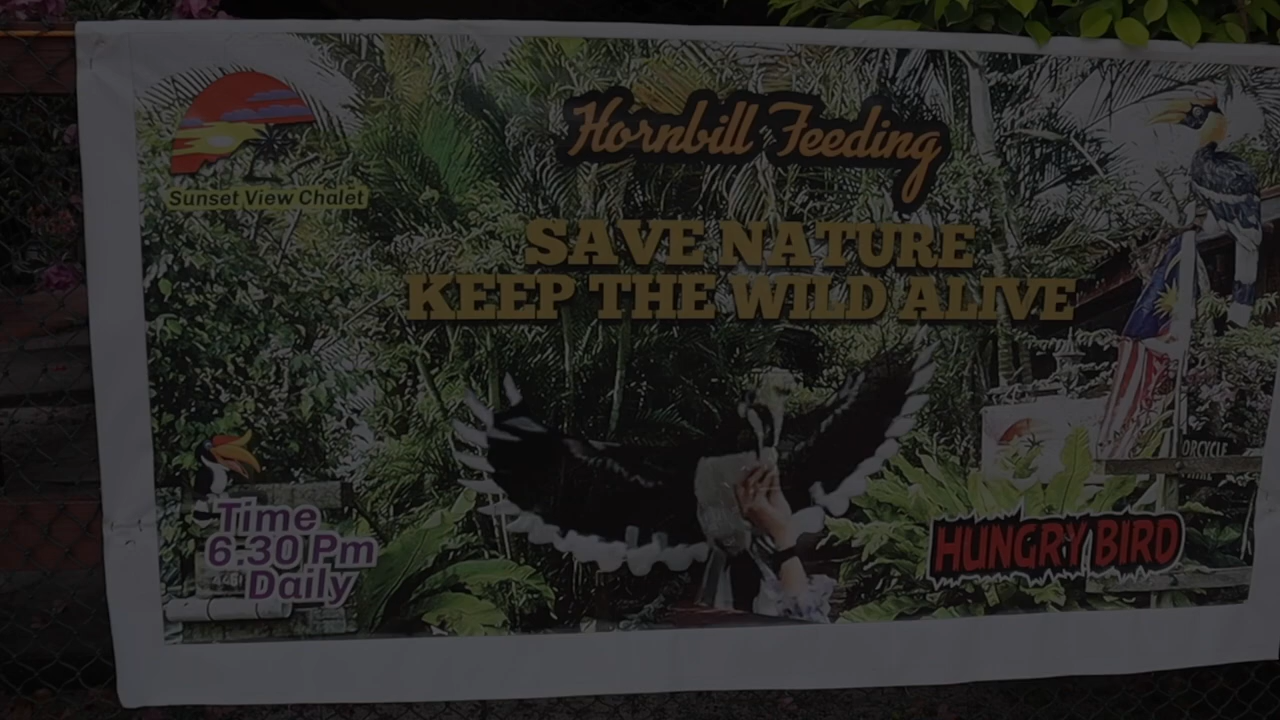 Sunset View Chalet
Hornbill Feeding
SAVE NATURE
KEEP THE WILD ALIVE
Time
6.30 Pm
Daily
HUNGRY BIRD